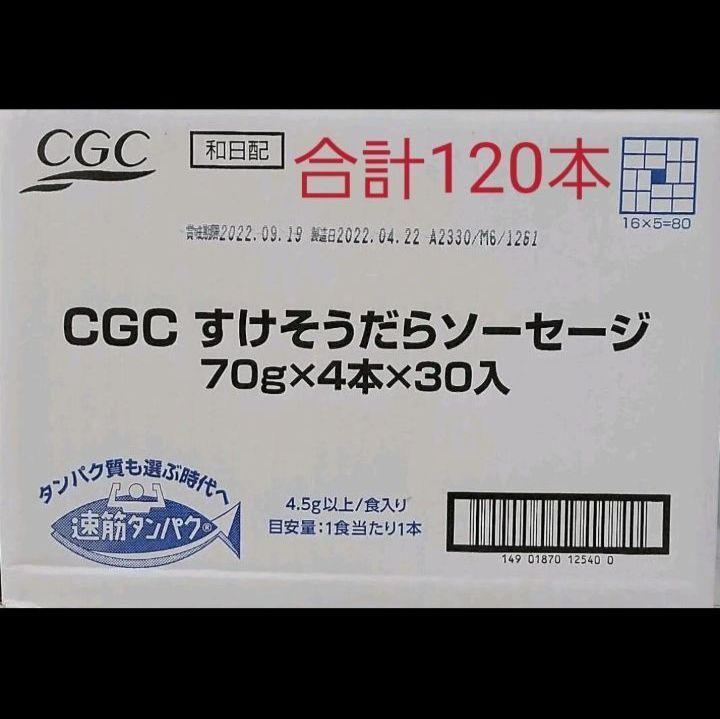 CGC
和日配
合計120本
16×5=80
賞味期限2022.09.19 製造日2022.04.22 A2330/M6/1261
CGC すけそうだらソーセージ
70g×4本×30入
タンパク質も選ぶ時代へ
速筋タンパク®
4.5g以上/食入り
目安量:1食当たり1本
149 01870 12540 0